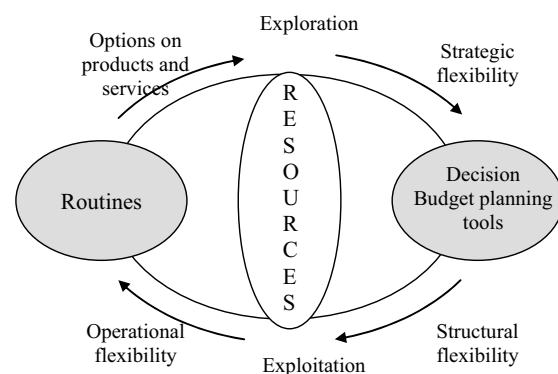 Exploration
Options on
products and
services
Strategic
flexibility
R
E
S
O
U
R
C
E
S
Routines
Decision
Budget planning
tools
Operational
flexibility
Structural
flexibility
Exploitation